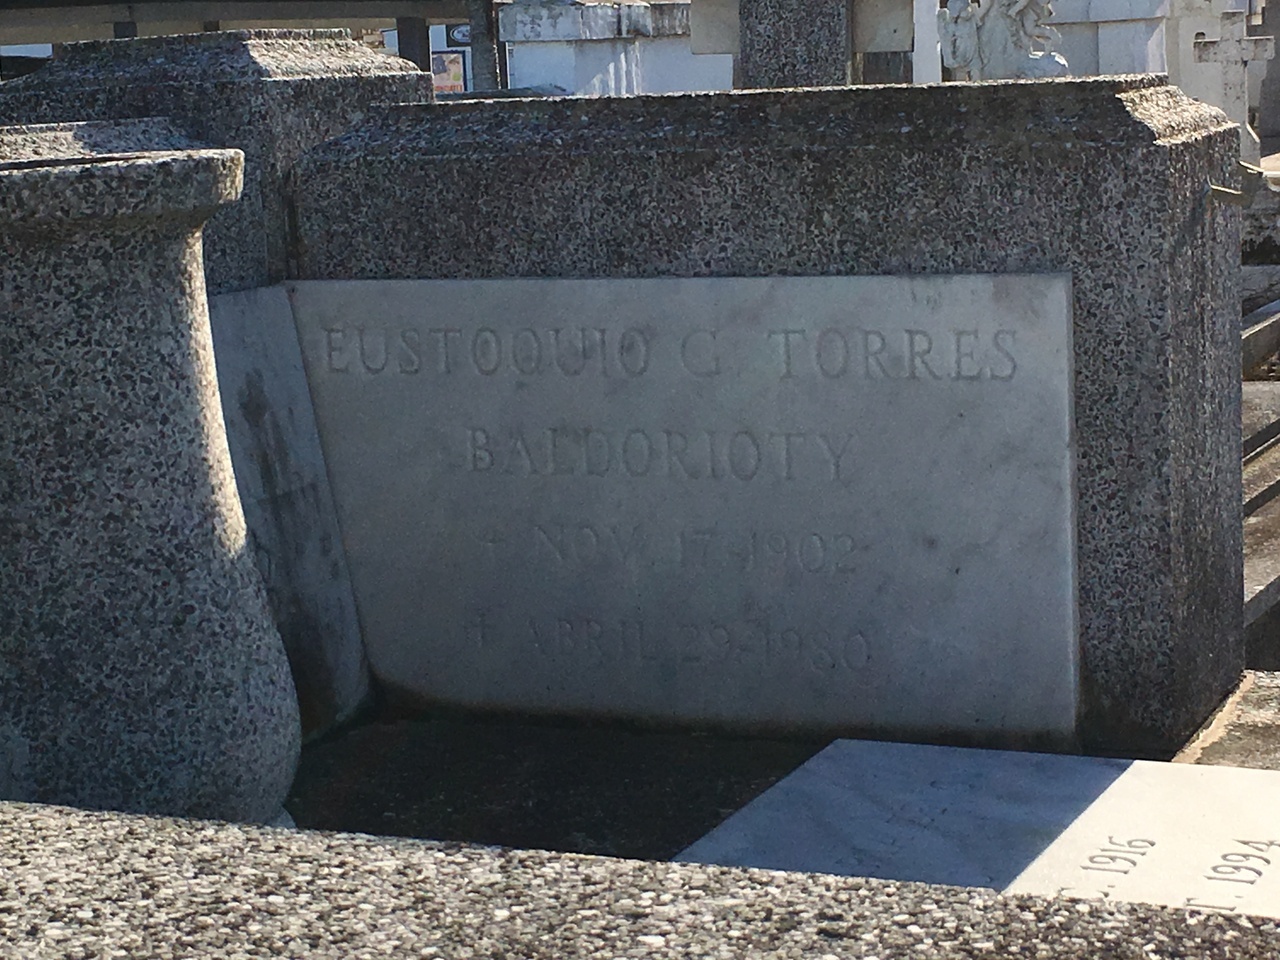 EUSTOQUIO G TORRES
BALDORIOTY
NOV. 17-1902
† ABRIL 29-1980
1916
1994